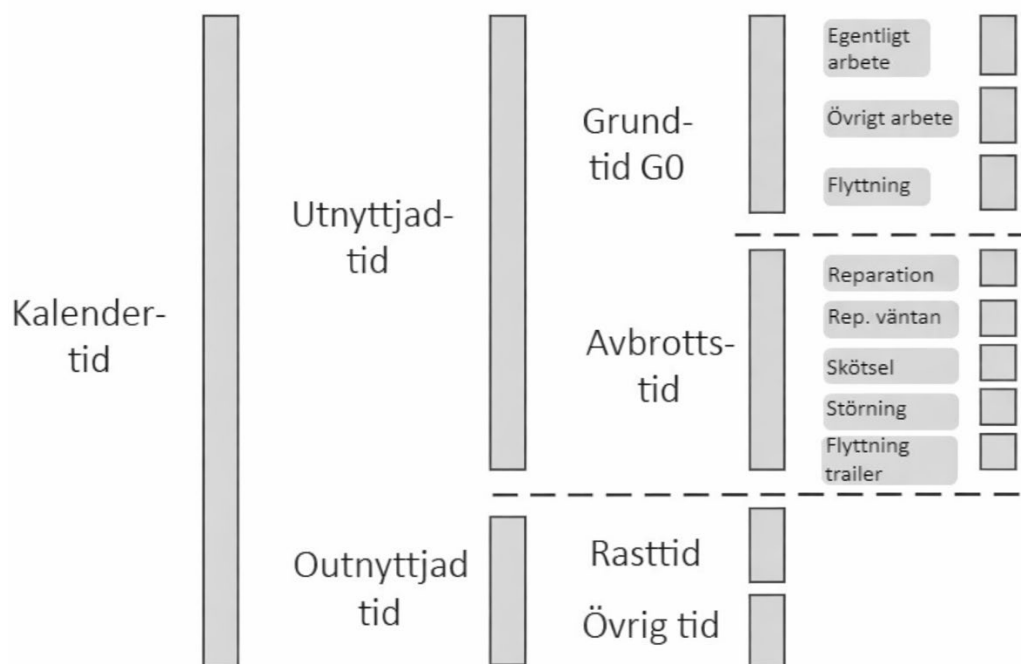 Kalender-
tid
Utnyttjad-
tid
Outnyttjad
tid
Grund-
tid G0
Avbrotts-
tid
Rasttid
Övrig tid
Egentligt
arbete
Övrigt arbete
Flyttning
Reparation
Rep. väntan
Skötsel
Störning
Flyttning
trailer